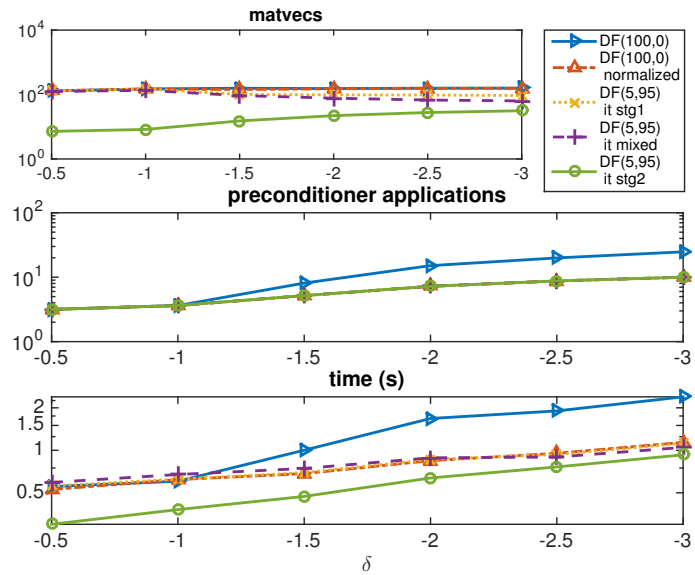 matvecs
10^4
10^2
10^0
-0.5 -1 -1.5 -2 -2.5 -3
DF(100,0)
DF(100,0)
normalized
DF(5,95)
it stg1
DF(5,95)
it mixed
DF(5,95)
it stg2
preconditioner applications
10^2
10^1
10^0
-0.5 -1 -1.5 -2 -2.5 -3
time (s)
2
1.5
1
0.5
-0.5 -1 -1.5 -2 -2.5 -3
δ